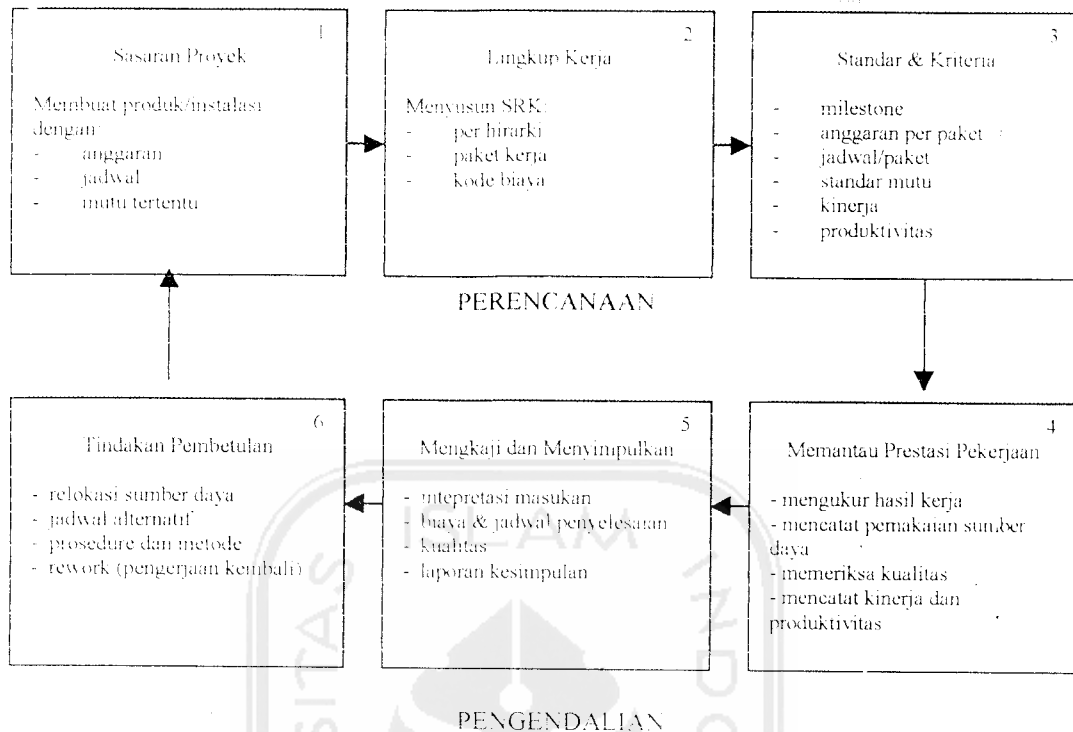 1
Sasaran Proyek
Membuat produk/instalasi
dengan:
- anggaran
- jadwal
- mutu tertentu
2
Lingkup Kerja
Menyusun SRK:
- per hirarki
- paket kerja
- kode biaya
3
Standar & Kriteria
- milestone
- anggaran per paket
- jadwal/paket
- standar mutu
- kinerja
- produktivitas
PERENCANAAN
6
Tindakan Pembetulan
- relokasi sumber daya
- jadwal alternatif
- prosedure dan metode
- rework (pengerjaan kembali)
5
Mengkaji dan Menyimpulkan
- intepretasi masukan
- biaya & jadwal penyelesaian
- kualitas
- laporan kesimpulan
4
Memantau Prestasi Pekerjaan
- mengukur hasil kerja
- mencatat pemakaian sumber
daya
- memeriksa kualitas
- mencatat kinerja dan
produktivitas
ISLAM
PENGENDALIAN